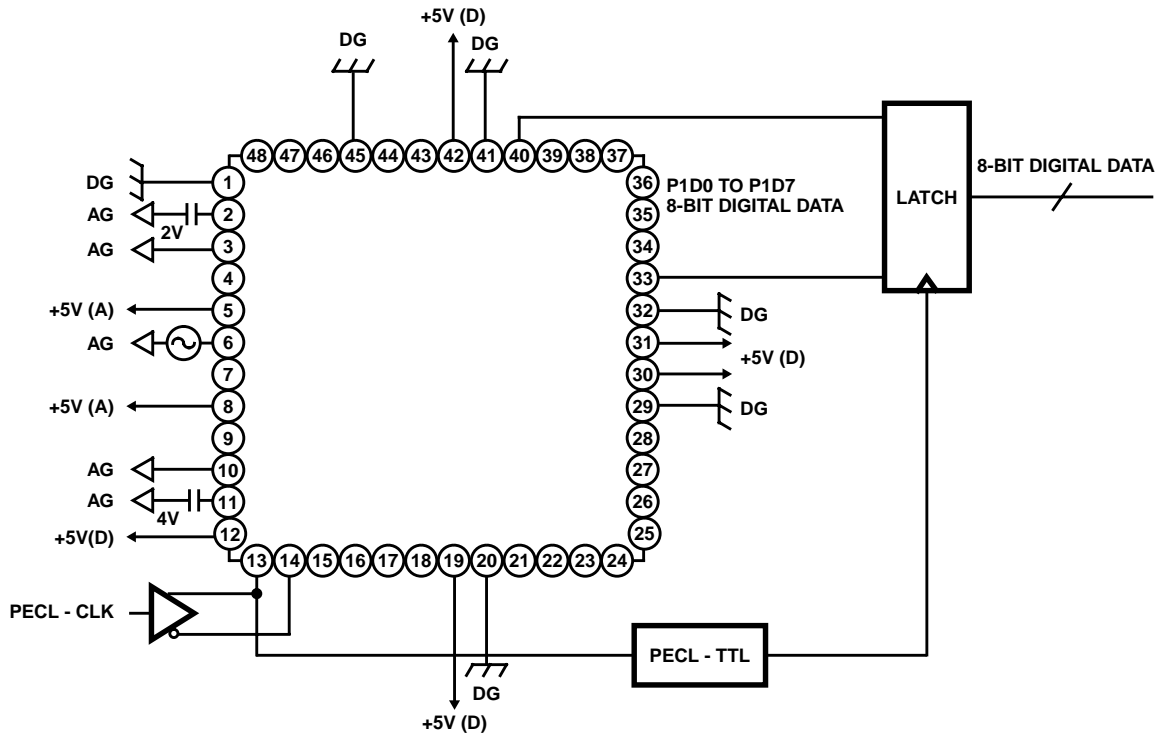 +5V (D)
DG
DG
48 47 46 45 44 43 42 41 40 39 38 37
DG
1
AG
2
2V
AG
3
4
+5V (A)
5
AG
6
7
+5V (A)
8
9
AG
10
AG
11
4V
+5V(D)
12
36
P1D0 TO P1D7
8-BIT DIGITAL DATA
35
34
33
32
DG
31
+5V (D)
30
29
DG
28
27
26
25
LATCH
8-BIT DIGITAL DATA
13 14 15 16 17 18 19 20 21 22 23 24
PECL - CLK
PECL - TTL
DG
+5V (D)